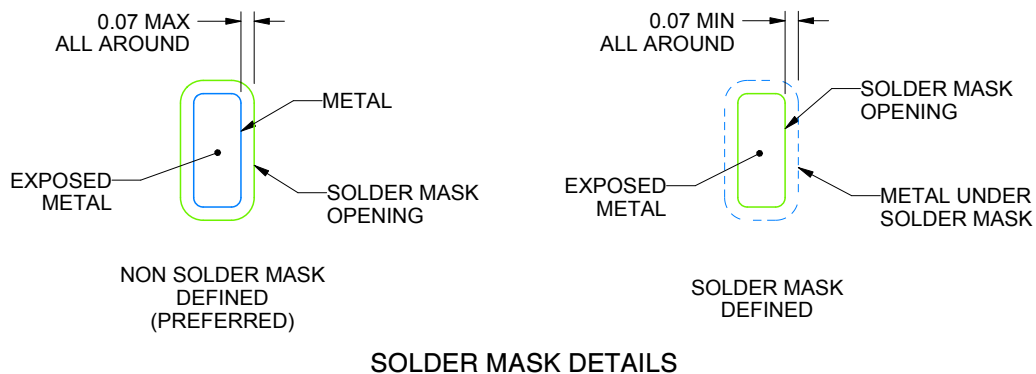 0.07 MAX
ALL AROUND
METAL
EXPOSED
METAL
SOLDER MASK
OPENING
NON SOLDER MASK
DEFINED
(PREFERRED)
0.07 MIN
ALL AROUND
SOLDER MASK
OPENING
EXPOSED
METAL
METAL UNDER
SOLDER MASK
SOLDER MASK
DEFINED
SOLDER MASK DETAILS